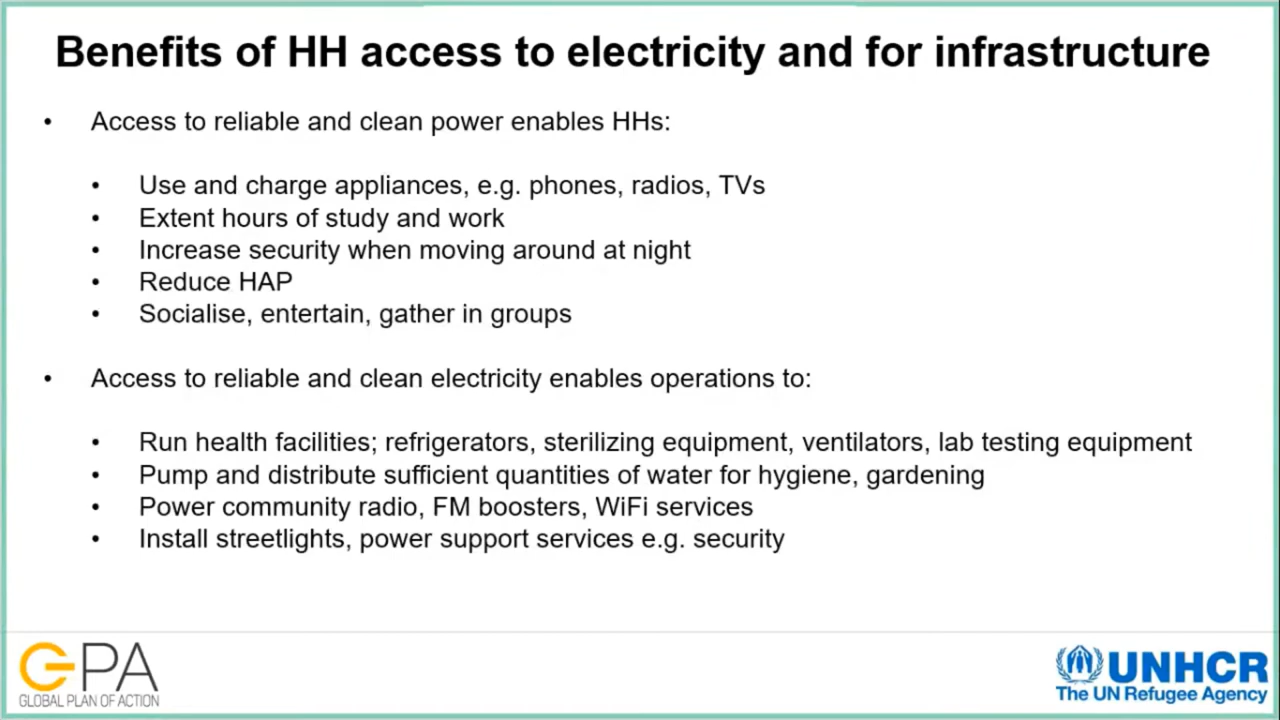 Benefits of HH access to electricity and for infrastructure
• Access to reliable and clean power enables HHs:
• Use and charge appliances, e.g. phones, radios, TVs
• Extent hours of study and work
• Increase security when moving around at night
• Reduce HAP
• Socialise, entertain, gather in groups
• Access to reliable and clean electricity enables operations to:
• Run health facilities; refrigerators, sterilizing equipment, ventilators, lab testing equipment
• Pump and distribute sufficient quantities of water for hygiene, gardening
• Power community radio, FM boosters, WiFi services
• Install streetlights, power support services e.g. security
GPA
GLOBAL PLAN OF ACTION
UNHCR
The UN Refugee Agency